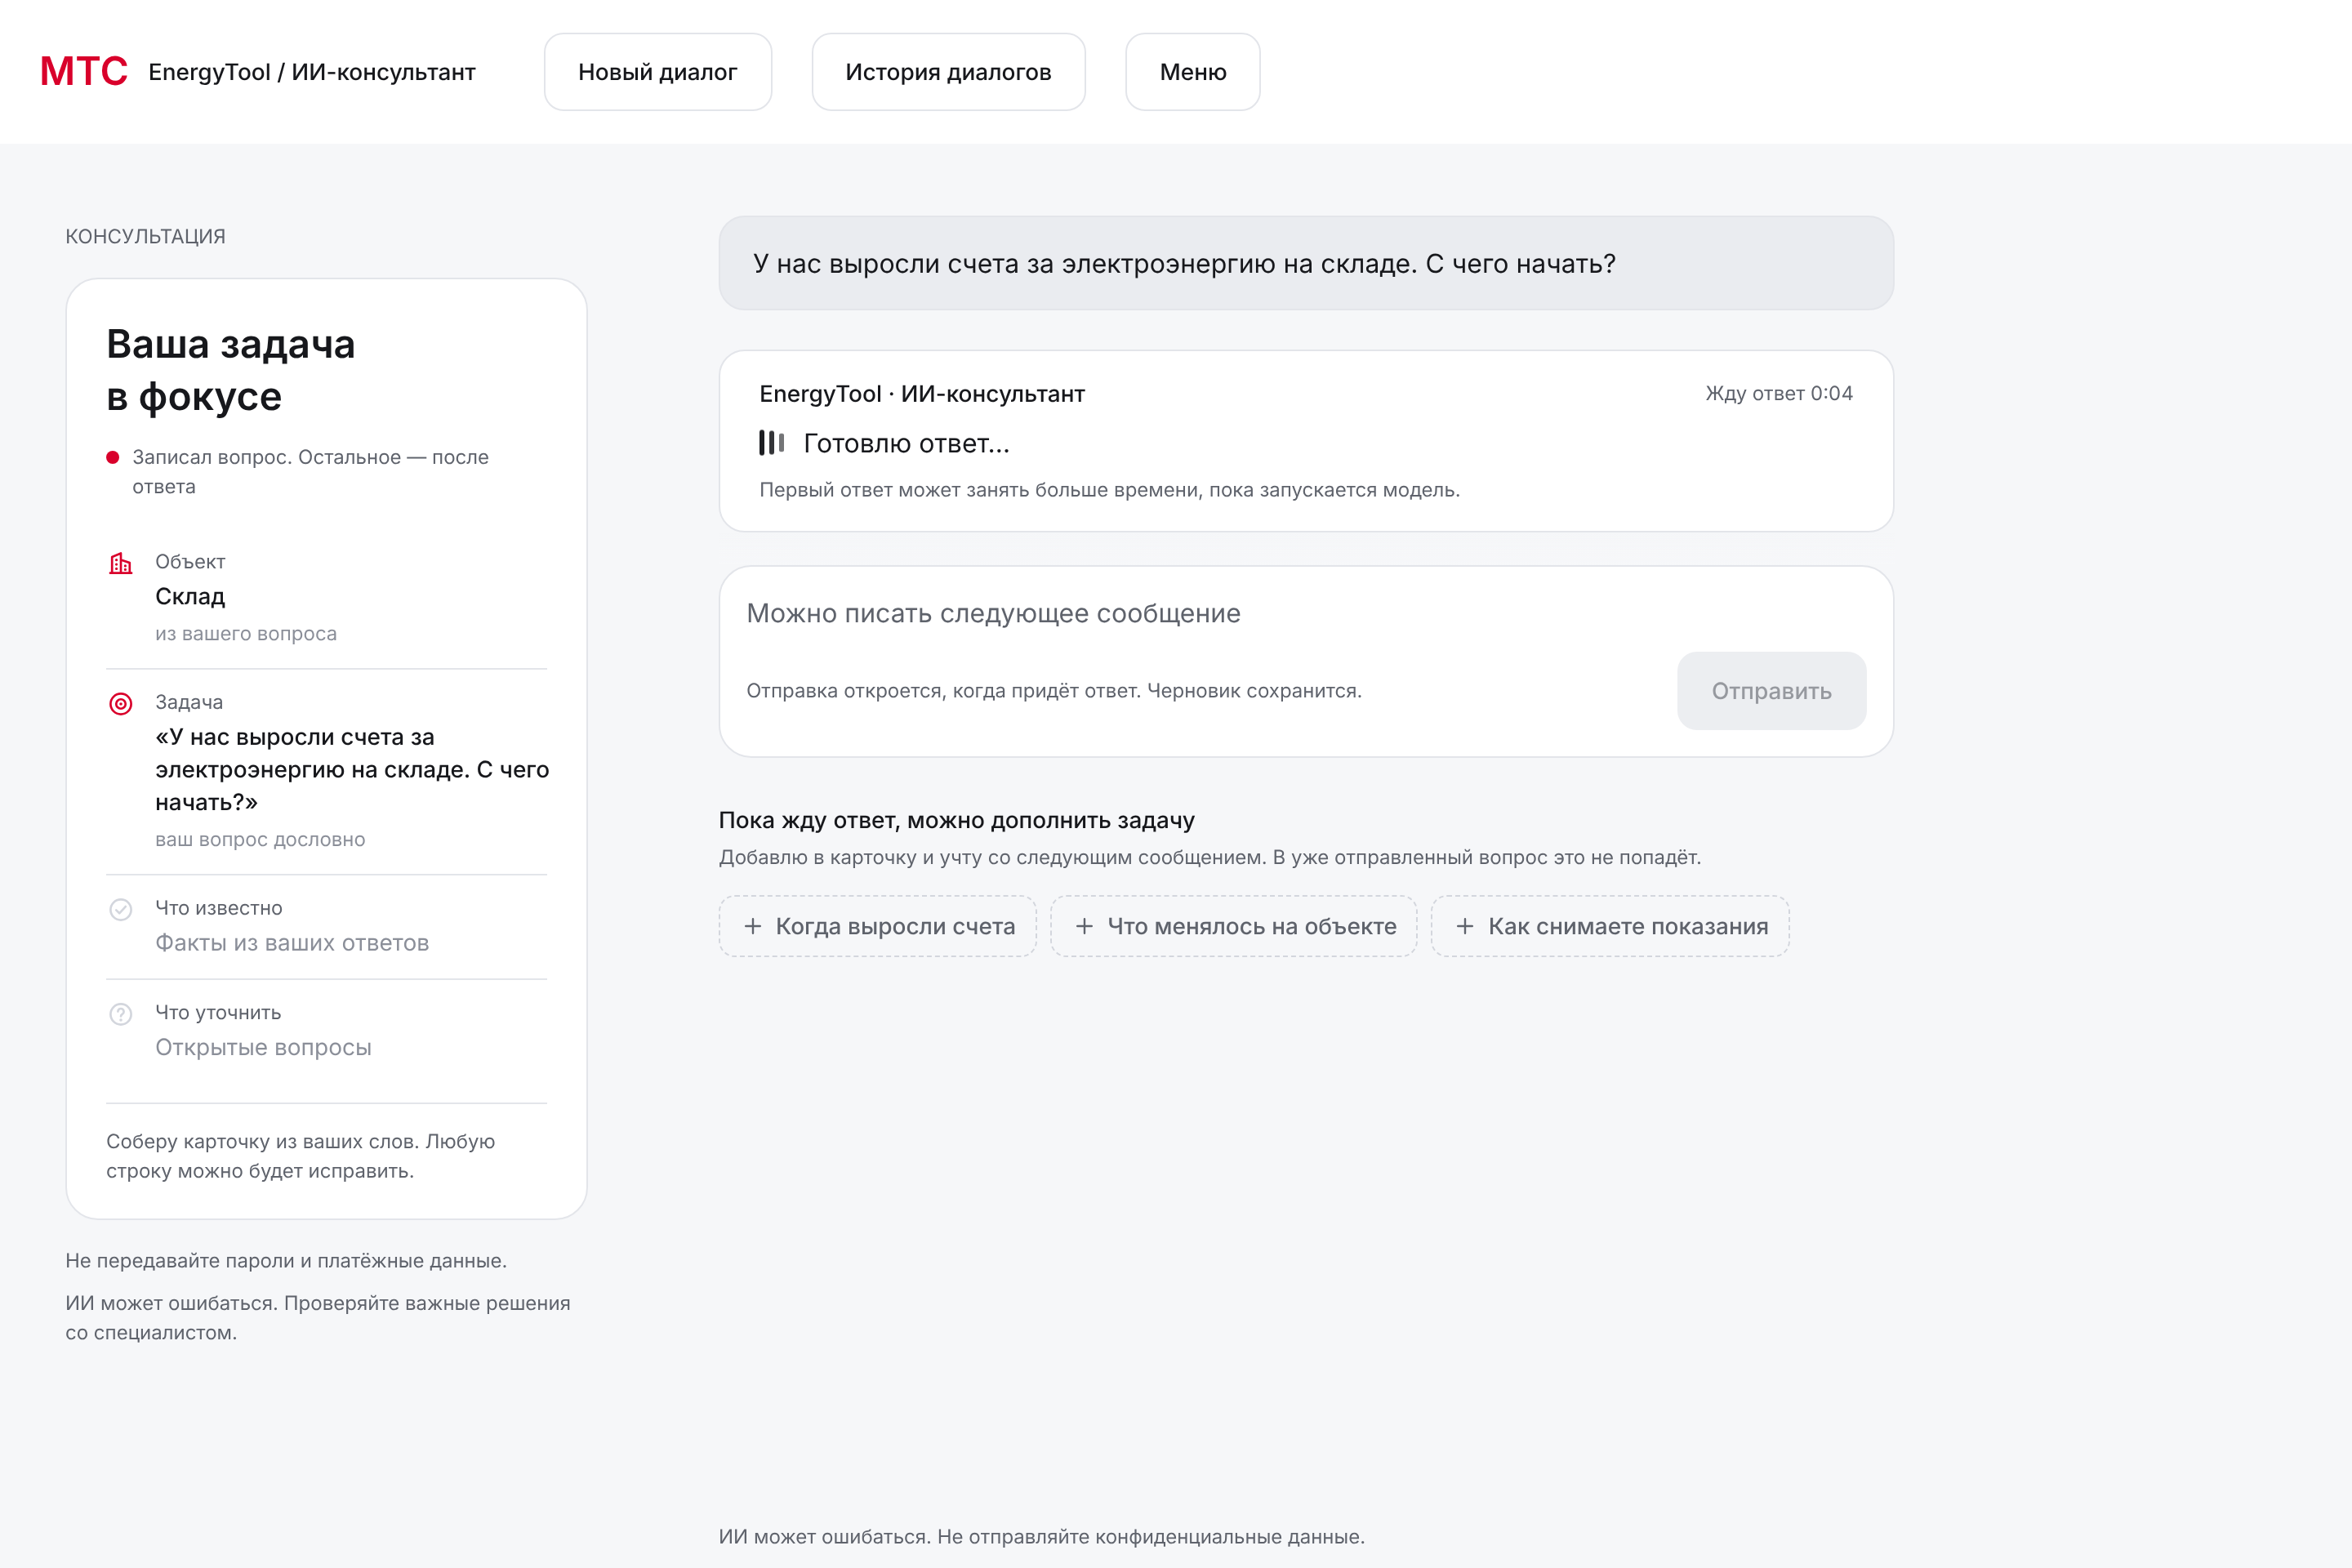 МТС
EnergyTool / ИИ-консультант
Новый диалог
История диалогов
Меню
КОНСУЛЬТАЦИЯ
Ваша задача
в фокусе
Записал вопрос. Остальное — после
ответа
Объект
Склад
из вашего вопроса
Задача
«У нас выросли счета за
электроэнергию на складе. С чего
начать?»
ваш вопрос дословно
Что известно
Факты из ваших ответов
Что уточнить
Открытые вопросы
Соберу карточку из ваших слов. Любую
строку можно будет исправить.
Не передавайте пароли и платёжные данные.
ИИ может ошибаться. Проверяйте важные решения
со специалистом.
У нас выросли счета за электроэнергию на складе. С чего начать?
EnergyTool · ИИ-консультант
Жду ответ 0:04
Готовлю ответ...
Первый ответ может занять больше времени, пока запускается модель.
Можно писать следующее сообщение
Отправка откроется, когда придёт ответ. Черновик сохранится.
Отправить
Пока жду ответ, можно дополнить задачу
Добавлю в карточку и учту со следующим сообщением. В уже отправленный вопрос это не попадёт.
+ Когда выросли счета
+ Что менялось на объекте
+ Как снимаете показания
ИИ может ошибаться. Не отправляйте конфиденциальные данные.